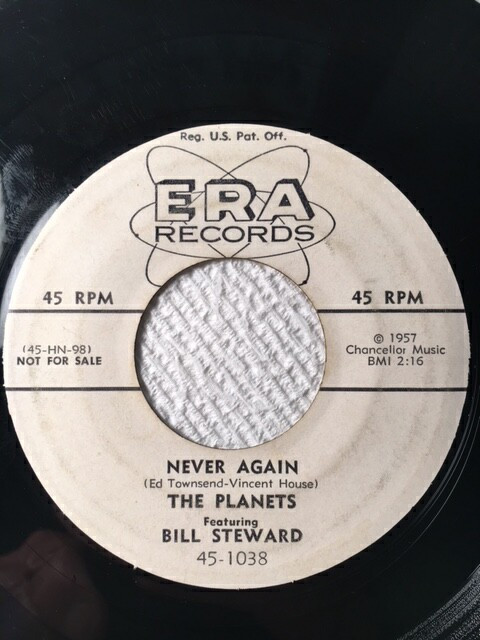 Reg. U.S. Pat. Off.
ERA
RECORDS
45 RPM
45 RPM
(45-HN-98)
NOT FOR SALE
© 1957
Chancellor Music
BMI 2:16
NEVER AGAIN
(Ed Townsend-Vincent House)
THE PLANETS
Featuring
BILL STEWARD
45-1038